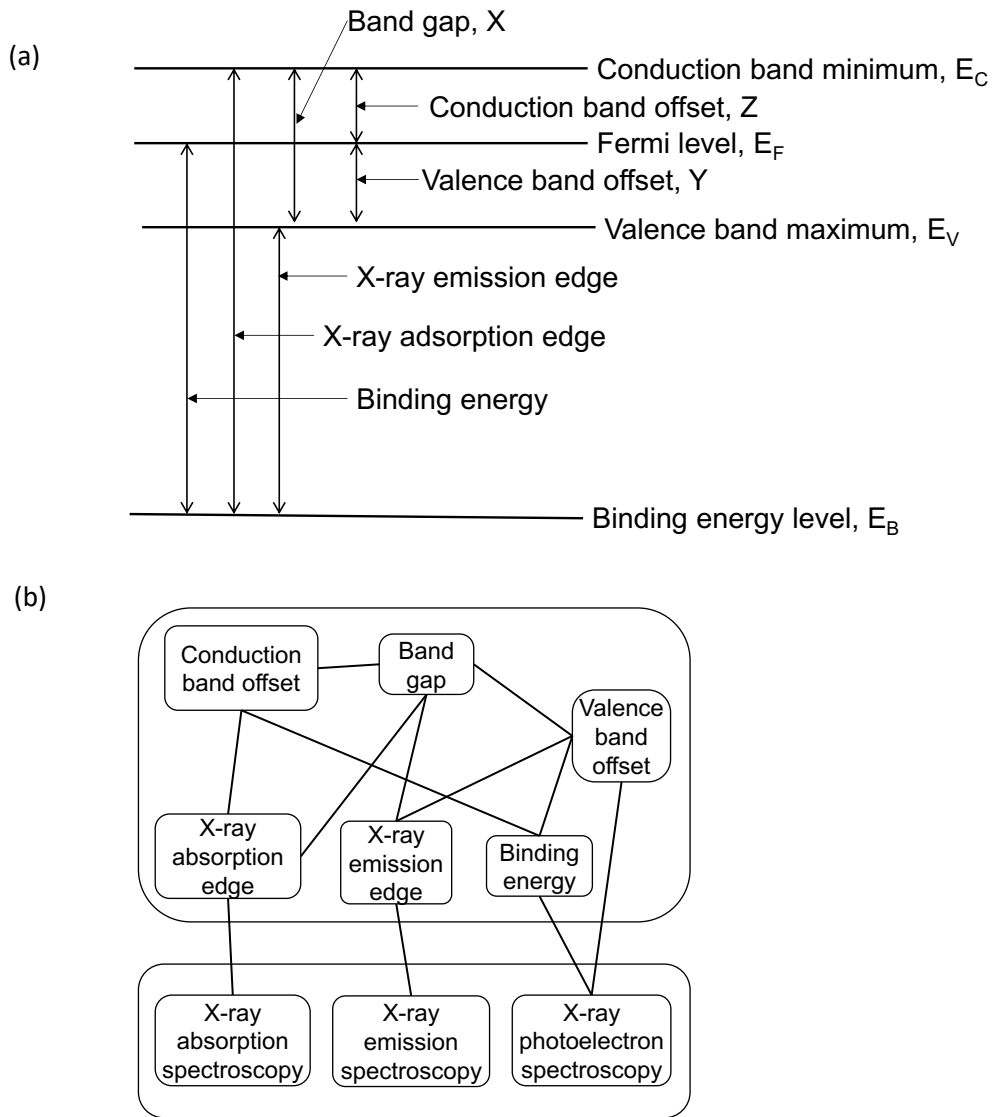 Band gap, X
(a)
Conduction band minimum, E_C
Conduction band offset, Z
Fermi level, E_F
Valence band offset, Y
Valence band maximum, E_V
X-ray emission edge
X-ray adsorption edge
Binding energy
Binding energy level, E_B
(b)
Conduction
band offset
Band
gap
Valence
band
offset
X-ray
absorption
edge
X-ray
emission
edge
Binding
energy
X-ray
absorption
spectroscopy
X-ray
emission
spectroscopy
X-ray
photoelectron
spectroscopy